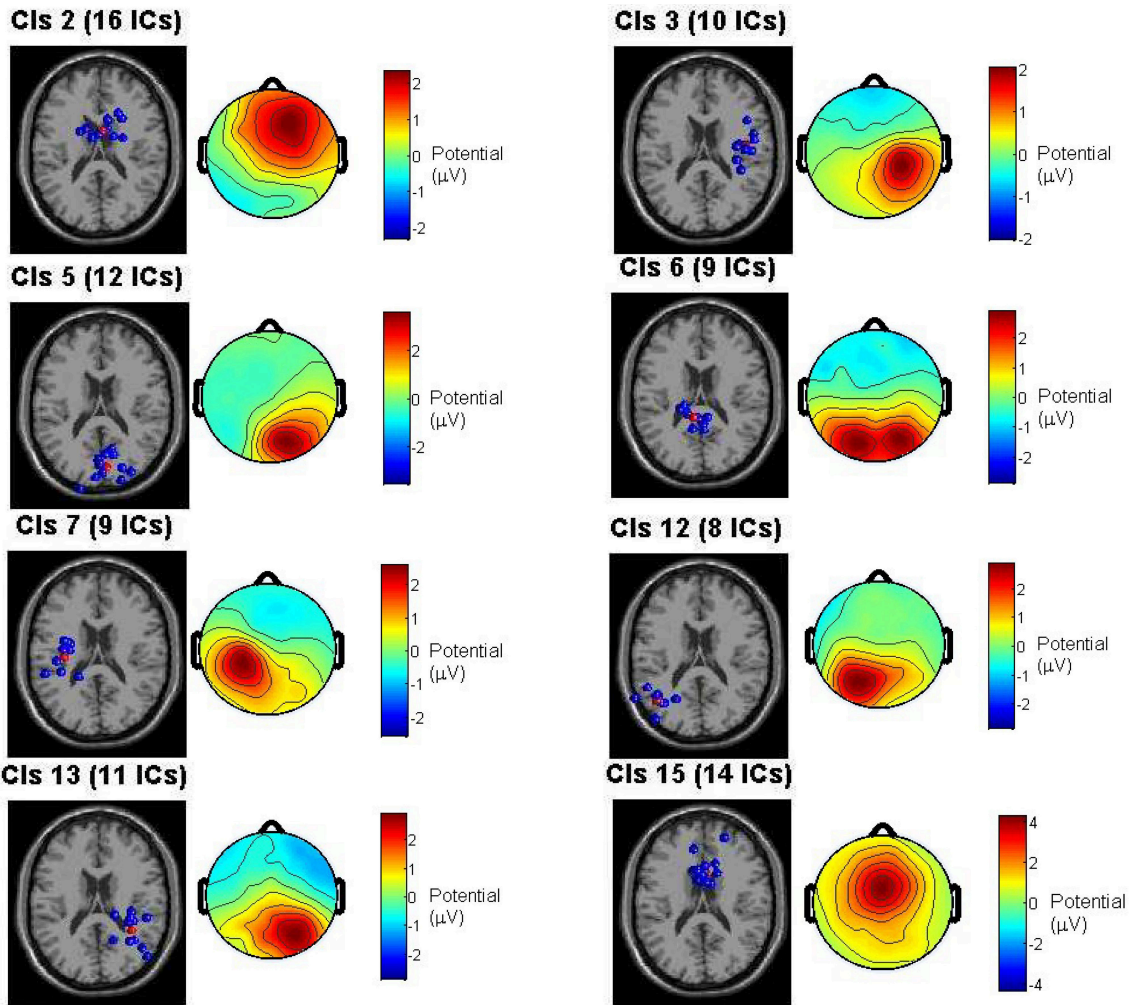 Cls 2 (16 ICs)
2
1
0
-1
-2
Potential
(µV)
Cls 3 (10 ICs)
2
1
0
-1
-2
Potential
(µV)
Cls 5 (12 ICs)
2
0
-2
Potential
(µV)
Cls 6 (9 ICs)
2
1
0
-1
-2
Potential
(µV)
Cls 7 (9 ICs)
2
1
0
-1
-2
Potential
(µV)
Cls 12 (8 ICs)
2
1
0
-1
-2
Potential
(µV)
Cls 13 (11 ICs)
2
1
0
-1
-2
Potential
(µV)
Cls 15 (14 ICs)
4
2
0
-2
-4
Potential
(µV)